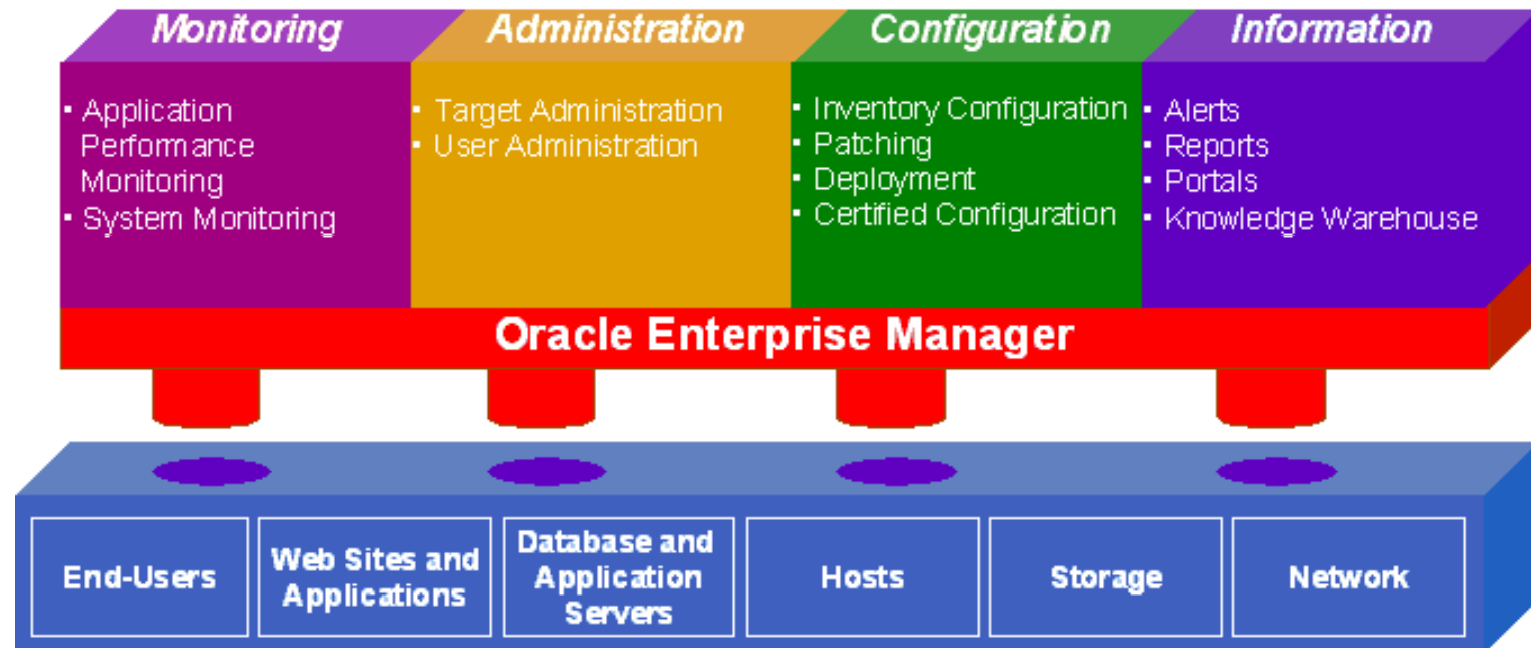 Monitoring
Administration
Configuration
Information
· Application
Performance
Monitoring
· System Monitoring
· Target Administration
· User Administration
· Inventory Configuration
· Patching
· Deployment
· Certified Configuration
· Alerts
· Reports
· Portals
· Knowledge Warehouse
Oracle Enterprise Manager
End-Users
Web Sites and
Applications
Database and
Application
Servers
Hosts
Storage
Network